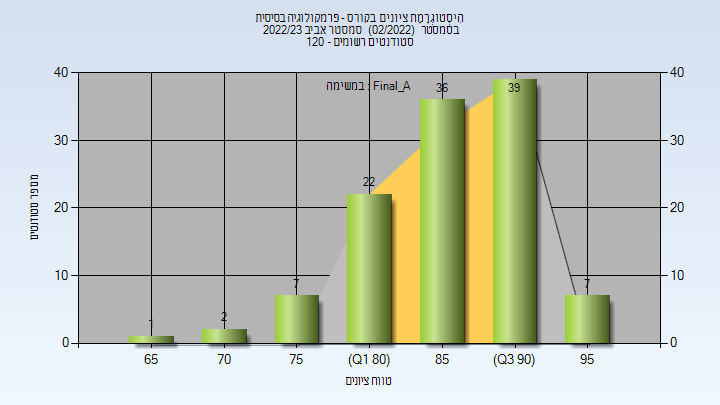 היסטוגרמת ציונים בקורס - פרמקולוגיה בסיסית
בסמסטר (02/2022) סמסטר אביב 2022/23
סטודנטים רשומים - 120
במשימה : Final_A
מספר סטודנטים
40
30
20
10
0
40
30
20
10
0
1
2
7
22
36
39
7
65
70
75
(Q1 80)
85
(Q3 90)
95
טווח ציונים